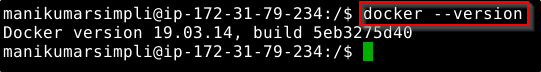 manikumarsimpli@ip-172-31-79-234:/$ docker --version
Docker version 19.03.14, build 5eb3275d40
manikumarsimpli@ip-172-31-79-234:/$